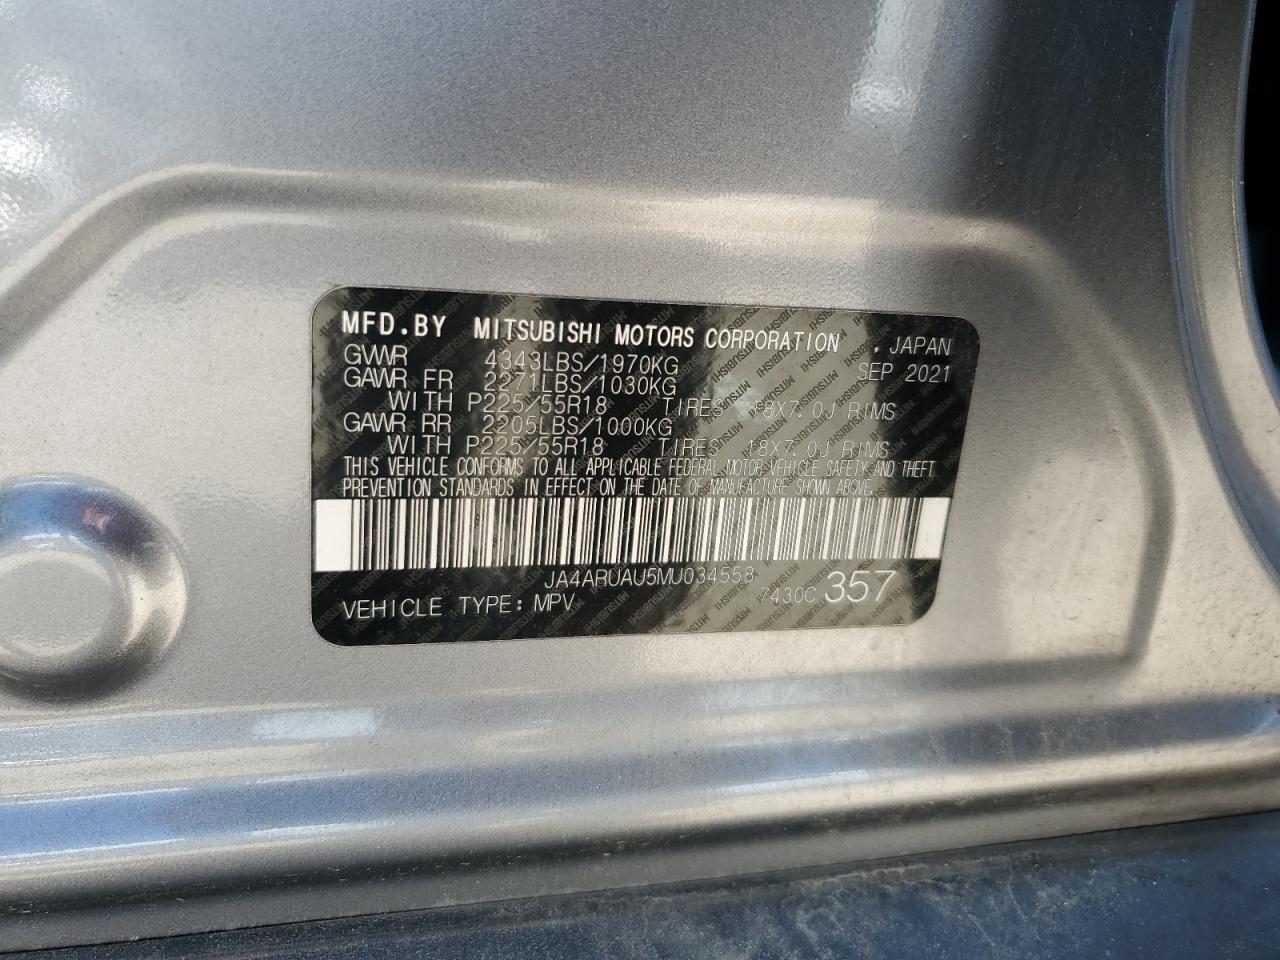 MFD.BY MITSUBISHI MOTORS CORPORATION , JAPAN
GVWR 4343LBS/1970KG SEP 2021
GAWR FR 2271LBS/1030KG
WITH P225/55R18 TIRES 18X7.0J RIMS
GAWR RR 2205LBS/1000KG
WITH P225/55R18 TIRES 18X7.0J RIMS
THIS VEHICLE CONFORMS TO ALL APPLICABLE FEDERAL MOTOR VEHICLE SAFETY AND THEFT
PREVENTION STANDARDS IN EFFECT ON THE DATE OF MANUFACTURE SHOWN ABOVE.
JA4ARUAU5MU034558
VEHICLE TYPE: MPV 7430C 357